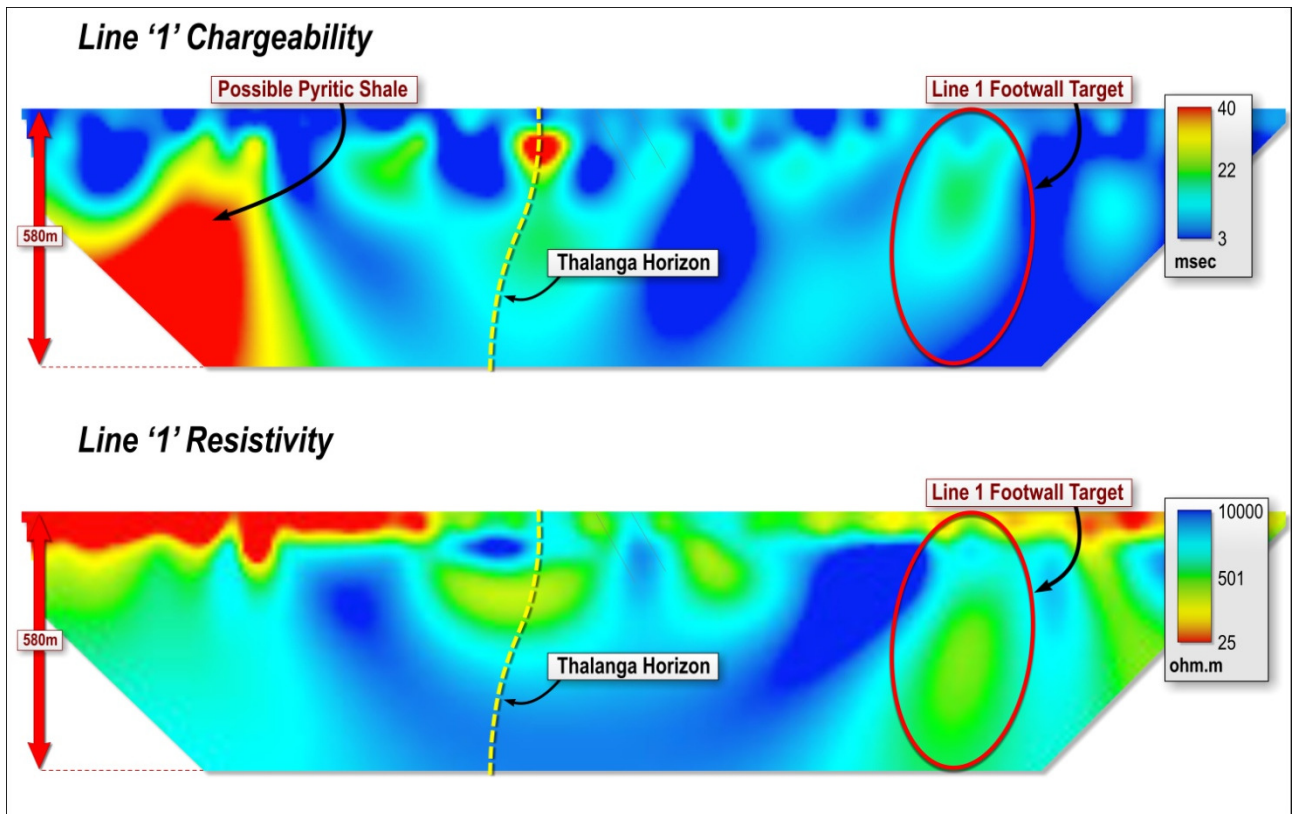 Line ‘1’ Chargeability
Possible Pyritic Shale
Line 1 Footwall Target
40
22
3
msec
580m
Thalanga Horizon
Line ‘1’ Resistivity
Line 1 Footwall Target
10000
501
25
ohm.m
580m
Thalanga Horizon